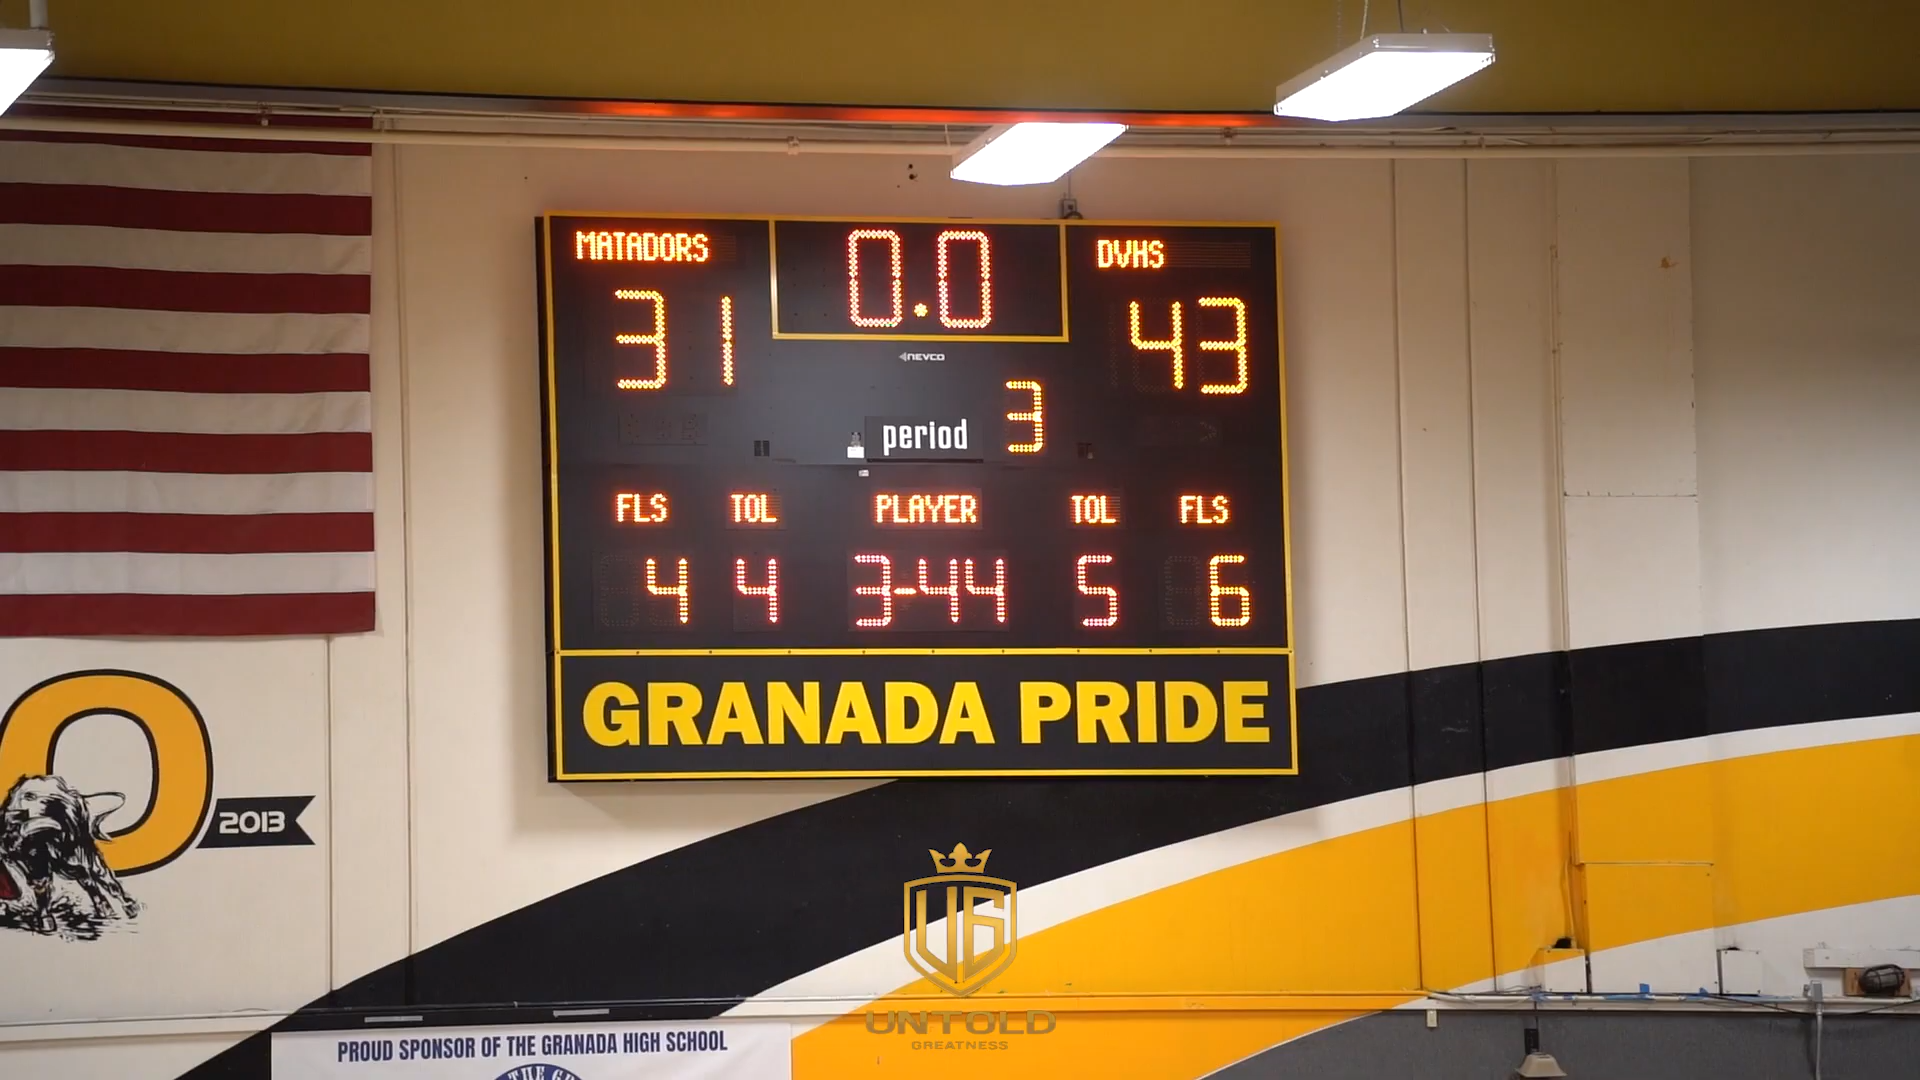 MATADORS 0.0 DVHS
31 43
NEVCO
period 3
FLS TOL PLAYER TOL FLS
4 4 3-44 5 6
GRANADA PRIDE
2013
UG
UNTOLD
GREATNESS
PROUD SPONSOR OF THE GRANADA HIGH SCHOOL